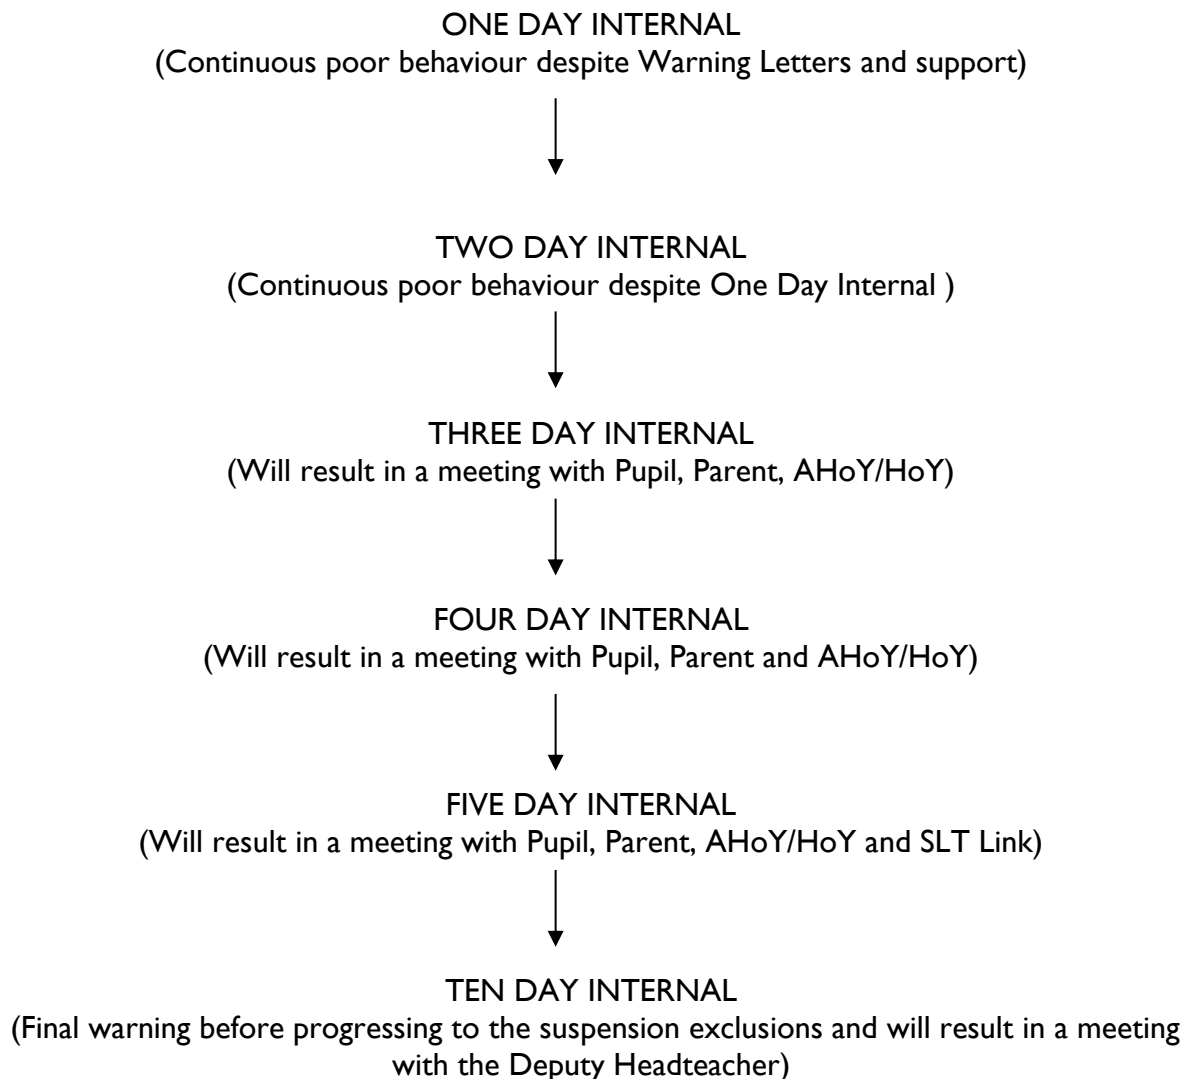 ONE DAY INTERNAL
(Continuous poor behaviour despite Warning Letters and support)
TWO DAY INTERNAL
(Continuous poor behaviour despite One Day Internal )
THREE DAY INTERNAL
(Will result in a meeting with Pupil, Parent, AHoY/HoY)
FOUR DAY INTERNAL
(Will result in a meeting with Pupil, Parent and AHoY/HoY)
FIVE DAY INTERNAL
(Will result in a meeting with Pupil, Parent, AHoY/HoY and SLT Link)
TEN DAY INTERNAL
(Final warning before progressing to the suspension exclusions and will result in a meeting
with the Deputy Headteacher)